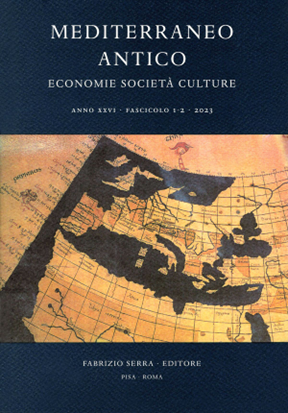 MEDITERRANEO
ANTICO
ECONOMIE SOCIETÀ CULTURE
ANNO XXVI · FASCICOLO 1-2 · 2023
FABRIZIO SERRA · EDITORE
PISA · ROMA